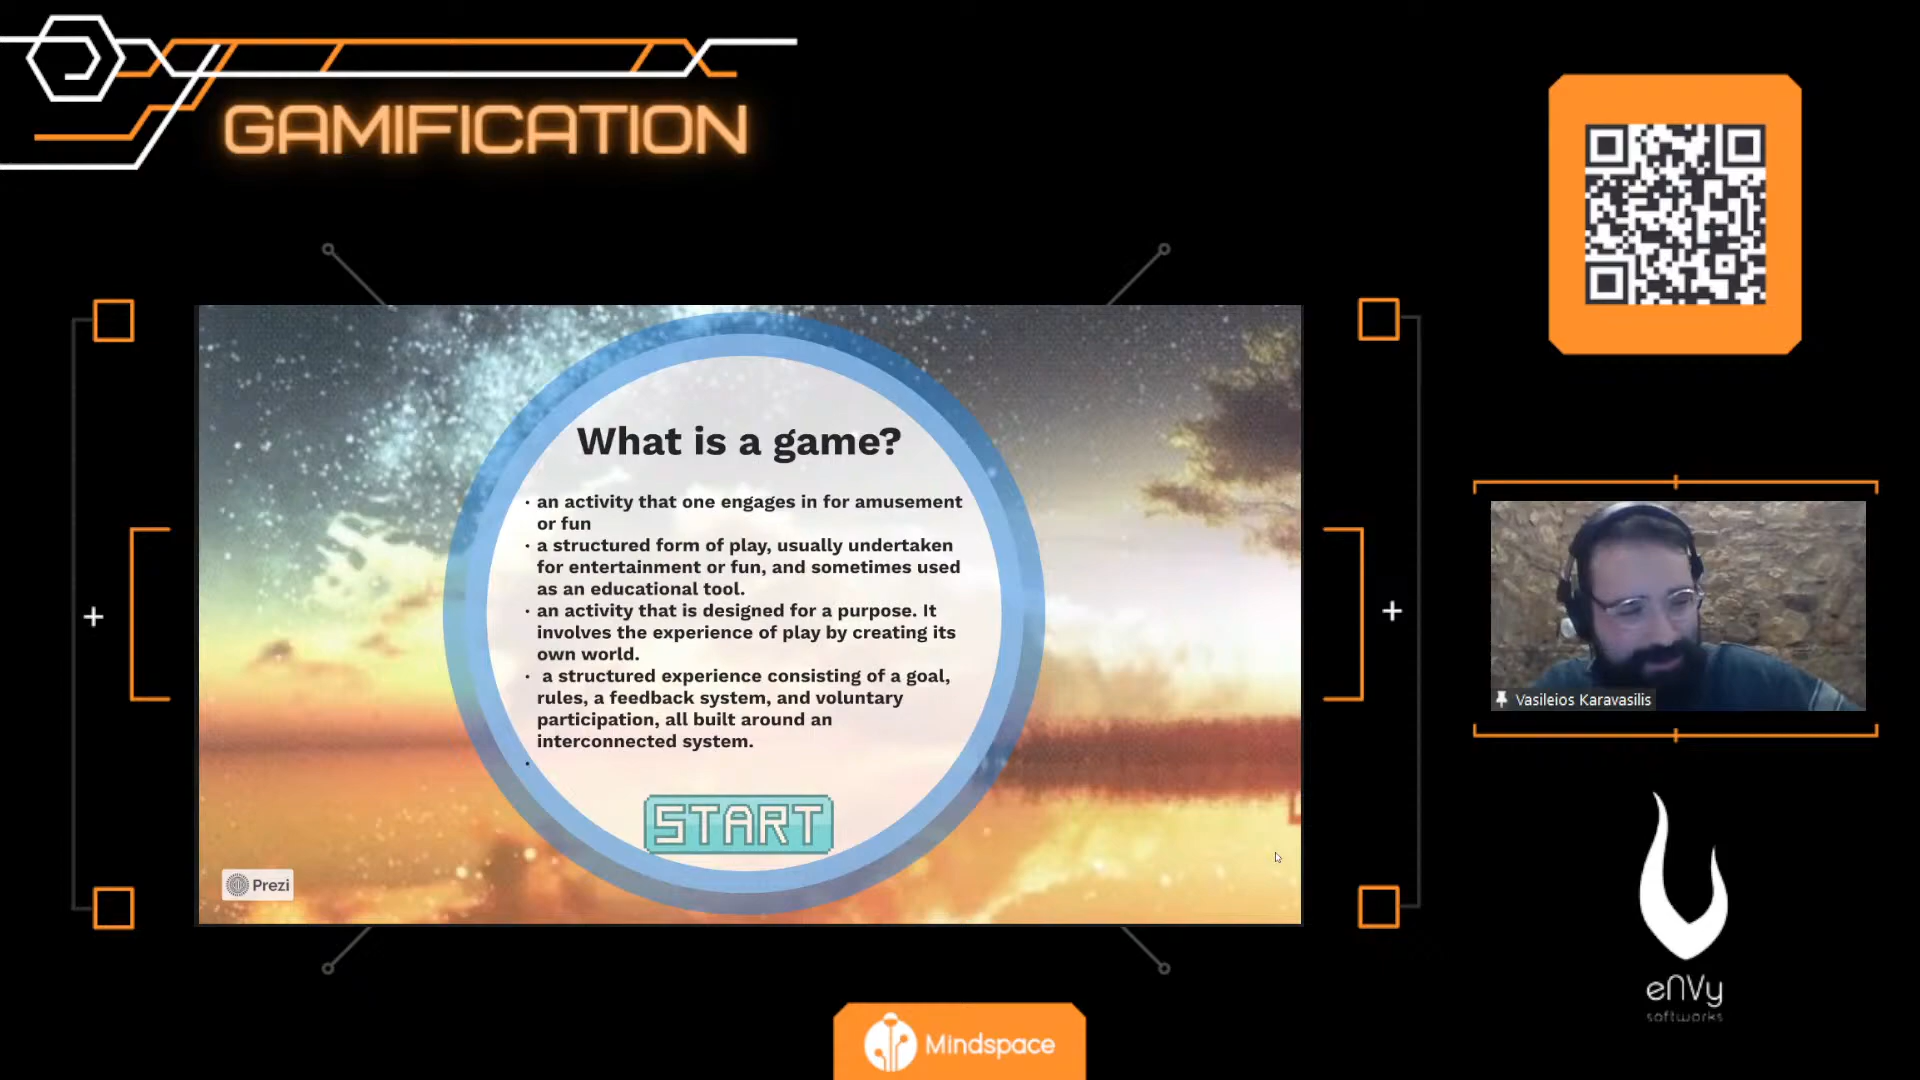 GAMIFICATION
What is a game?
· an activity that one engages in for amusement
or fun
· a structured form of play, usually undertaken
for entertainment or fun, and sometimes used
as an educational tool.
· an activity that is designed for a purpose. It
involves the experience of play by creating its
own world.
· a structured experience consisting of a goal,
rules, a feedback system, and voluntary
participation, all built around an
interconnected system.
·
START
Prezi
Vasileios Karavasilis
eNVy
softworks
Mindspace